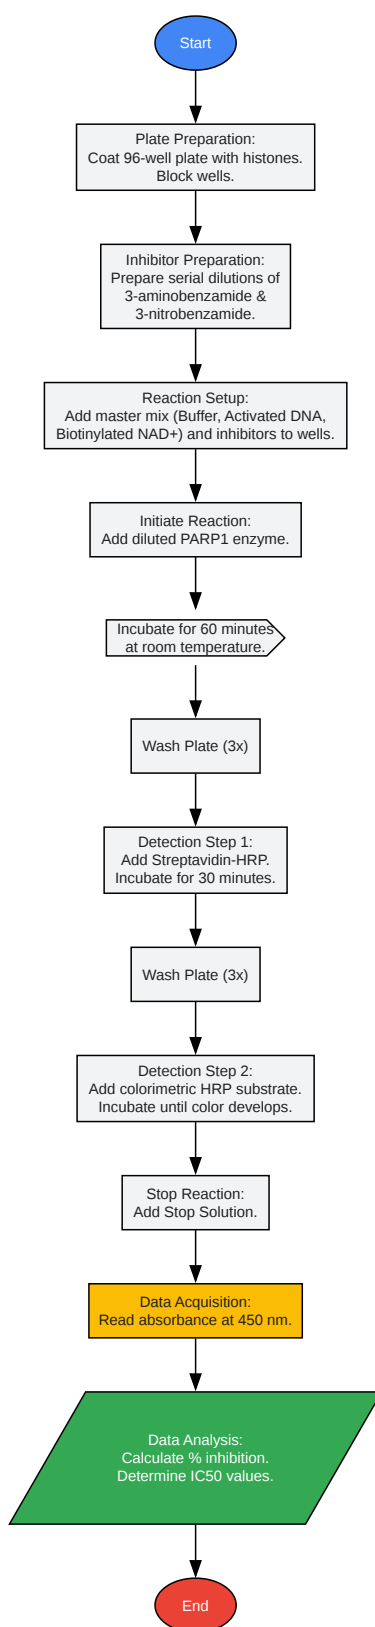 Start
Plate Preparation:
Coat 96-well plate with histones.
Block wells.
Inhibitor Preparation:
Prepare serial dilutions of
3-aminobenzamide &
3-nitrobenzamide.
Reaction Setup:
Add master mix (Buffer, Activated DNA,
Biotinylated NAD+) and inhibitors to wells.
Initiate Reaction:
Add diluted PARP1 enzyme.
Incubate for 60 minutes
at room temperature.
Wash Plate (3x)
Detection Step 1:
Add Streptavidin-HRP.
Incubate for 30 minutes.
Wash Plate (3x)
Detection Step 2:
Add colorimetric HRP substrate.
Incubate until color develops.
Stop Reaction:
Add Stop Solution.
Data Acquisition:
Read absorbance at 450 nm.
Data Analysis:
Calculate % inhibition.
Determine IC50 values.
End